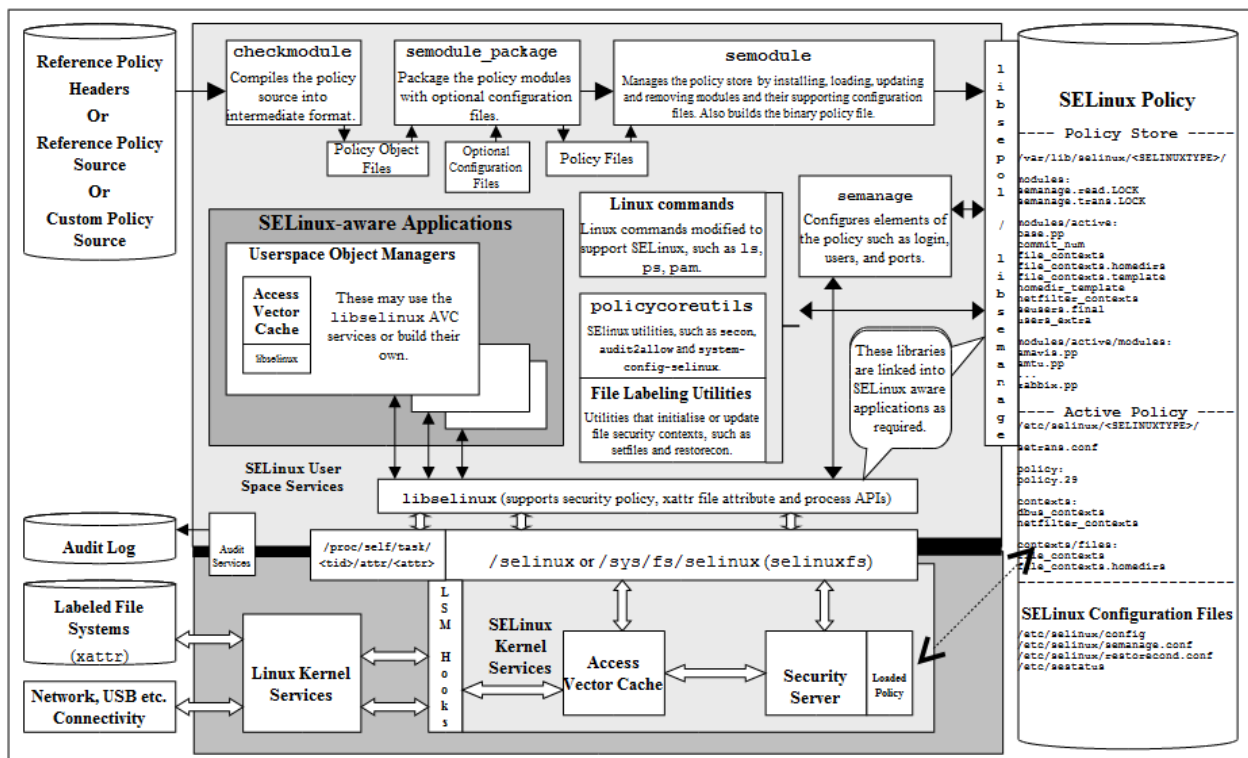 Reference Policy
Headers
Or
Reference Policy
Source
Or
Custom Policy
Source
checkmodule
Compiles the policy
source into
intermediate format.
semodule_package
Package the policy modules
with optional configuration
files.
semodule
Manages the policy store by installing, loading, updating
and removing modules and their supporting configuration
files. Also builds the binary policy file.
Policy Object
Files
Optional
Configuration
Files
Policy Files
libsepol / libsemanage
SELinux-aware Applications
Userspace Object Managers
Access
Vector
Cache
libselinux
These may use the
libselinux AVC
services or build their
own.
Linux commands
Linux commands modified to
support SELinux, such as ls,
ps, pam.
policycoreutils
SElinux utilities, such as secon,
audit2allow and system-
config-selinux.
File Labeling Utilities
Utilities that initialise or update
file security contexts, such as
setfiles and restorecon.
semanage
Configures elements of
the policy such as login,
users, and ports.
These libraries
are linked into
SELinux aware
applications as
required.
SELinux User
Space Services
libselinux (supports security policy, xattr file attribute and process APIs)
Audit Log
Audit
Services
/proc/self/task/
<tid>/attr/<attr>
/selinux or /sys/fs/selinux (selinuxfs)
Labeled File
Systems
(xattr)
Network, USB etc.
Connectivity
Linux Kernel
Services
LSM Hooks
SELinux
Kernel
Services
Access
Vector Cache
Security
Server
Loaded
Policy
SELinux Policy
---- Policy Store ----
/var/lib/selinux/<SELINUXTYPE>/
modules:
semanage.read.LOCK
semanage.trans.LOCK
modules/active:
base.pp
commit_num
file_contexts
file_contexts.homedirs
file_contexts.template
homedir_template
netfilter_contexts
seusers.final
users_extra
modules/active/modules:
amavis.pp
amtu.pp
...
zabbix.pp
---- Active Policy ----
/etc/selinux/<SELINUXTYPE>/
setrans.conf
policy:
policy.29
contexts:
dbus_contexts
netfilter_contexts
contexts/files:
file_contexts
file_contexts.homedirs
SELinux Configuration Files
/etc/selinux/config
/etc/selinux/semanage.conf
/etc/selinux/restorecond.conf
/etc/sestatus